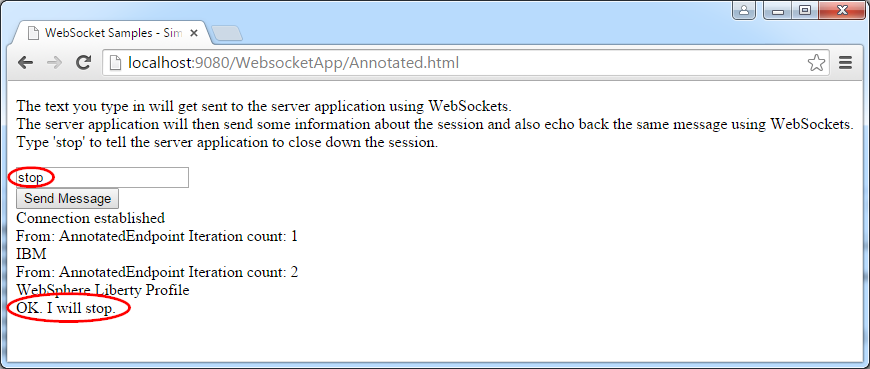 WebSocket Samples - Sim
localhost:9080/WebsocketApp/Annotated.html
The text you type in will get sent to the server application using WebSockets.
The server application will then send some information about the session and also echo back the same message using WebSockets.
Type 'stop' to tell the server application to close down the session.
stop
Send Message
Connection established
From: AnnotatedEndpoint Iteration count: 1
IBM
From: AnnotatedEndpoint Iteration count: 2
WebSphere Liberty Profile
OK. I will stop.